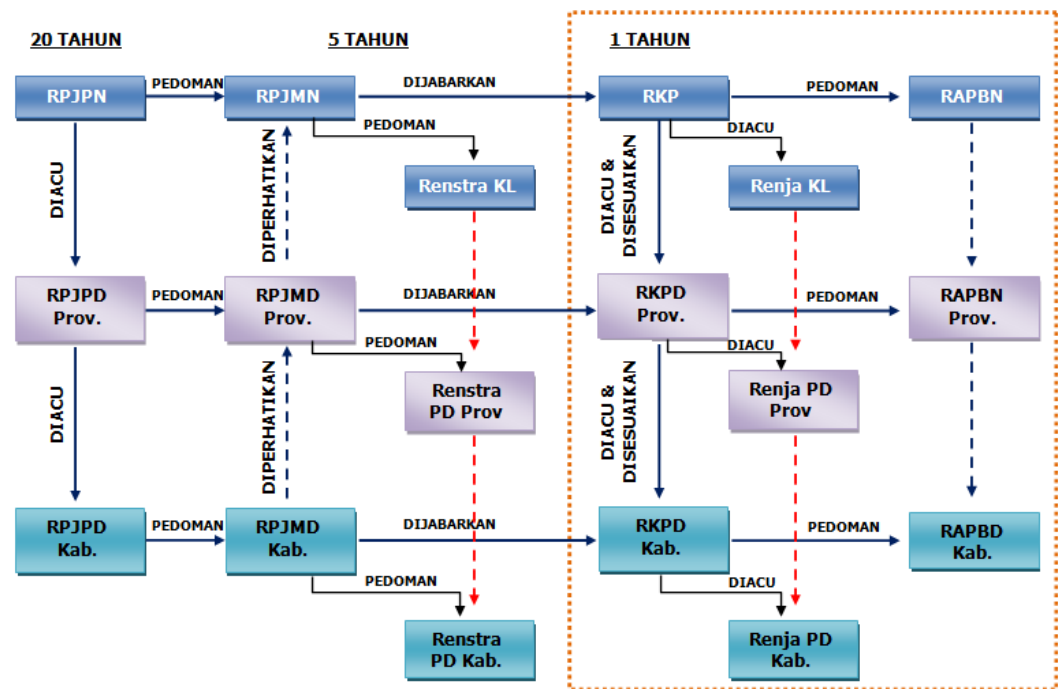 20 TAHUN
5 TAHUN
1 TAHUN
RPJPN
PEDOMAN
RPJMN
DIJABARKAN
RKP
PEDOMAN
RAPBN
PEDOMAN
DIACU
Renstra KL
Renja KL
DIACU
DIPERHATIKAN
DIACU &
DISESUAIKAN
RPJPD
Prov.
PEDOMAN
RPJMD
Prov.
DIJABARKAN
RKPD
Prov.
PEDOMAN
RAPBN
Prov.
PEDOMAN
DIACU
Renstra
PD Prov
Renja PD
Prov
DIACU
DIPERHATIKAN
DIACU &
DISESUAIKAN
RPJPD
Kab.
PEDOMAN
RPJMD
Kab.
DIJABARKAN
RKPD
Kab.
PEDOMAN
RAPBD
Kab.
PEDOMAN
DIACU
Renstra
PD Kab.
Renja PD
Kab.